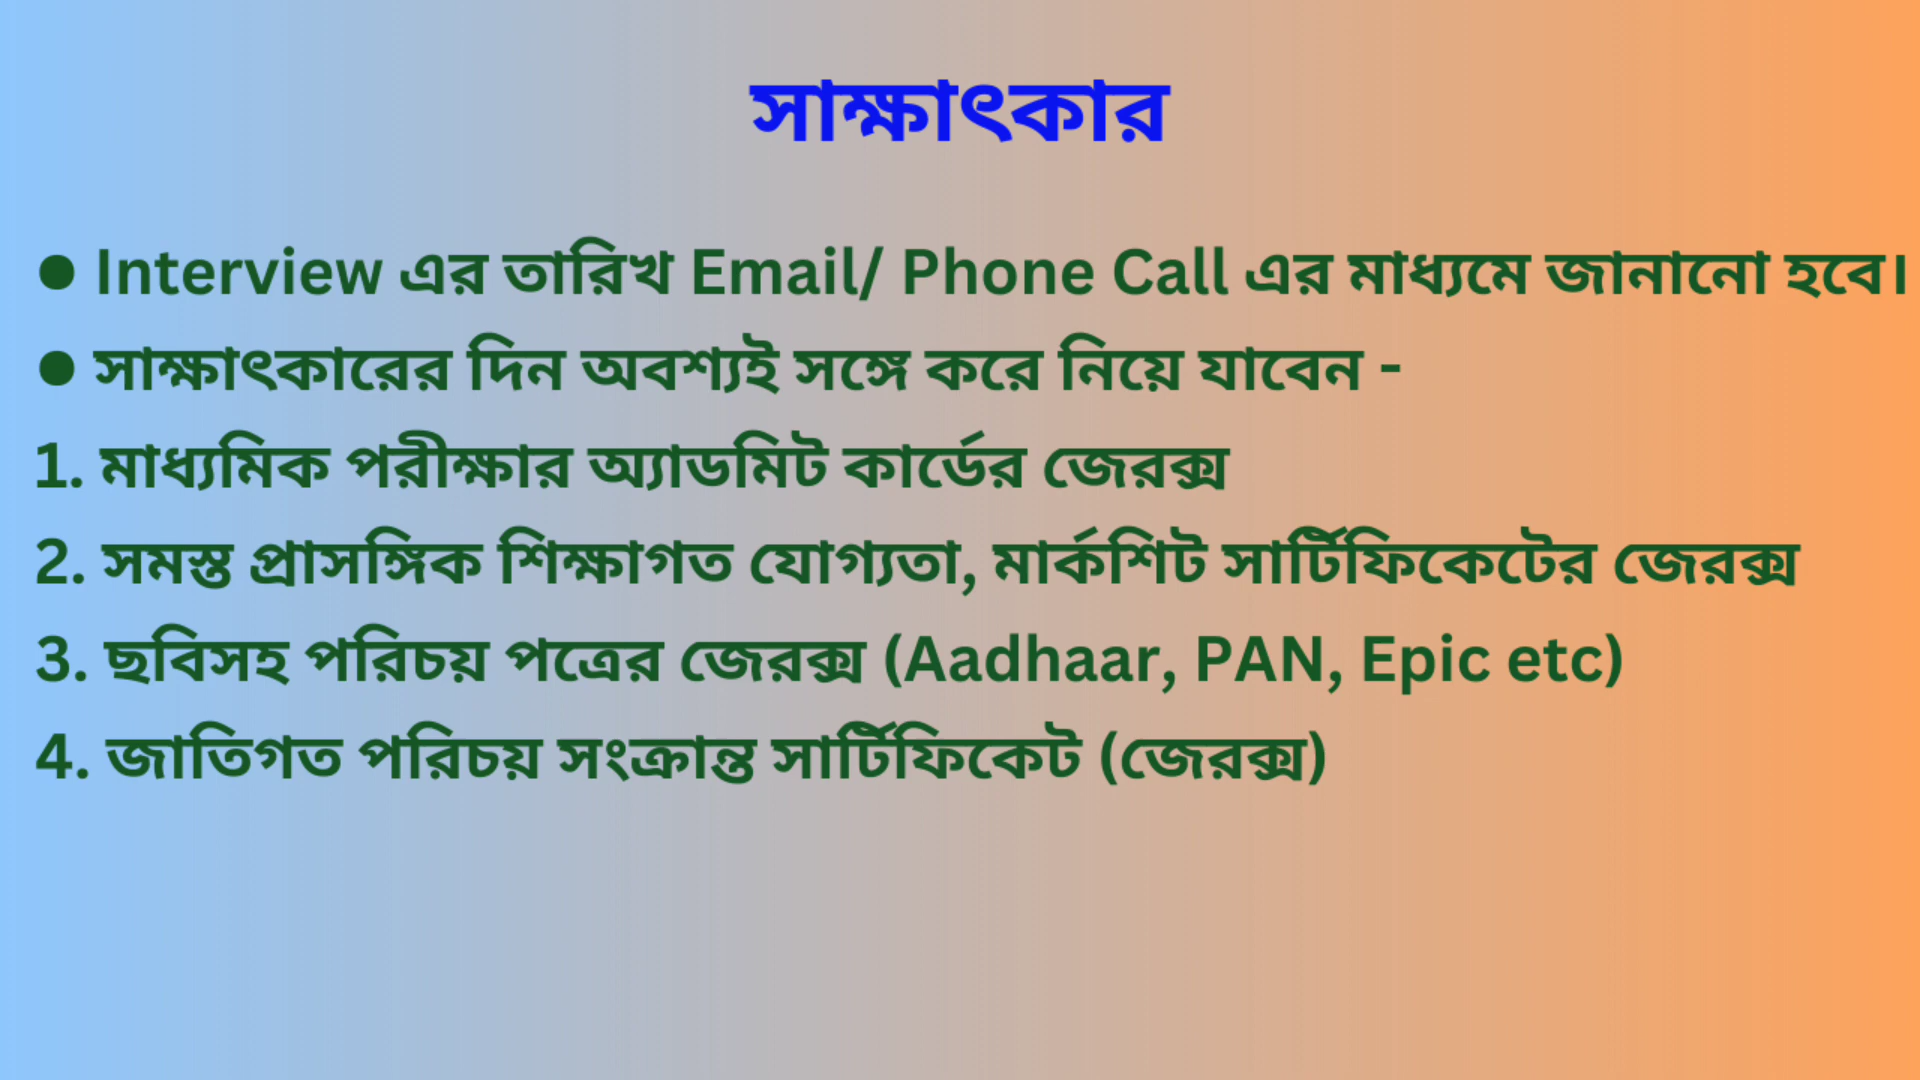 সাক্ষাৎকার
● Interview এর তারিখ Email/ Phone Call এর মাধ্যমে জানানো হবে।
● সাক্ষাৎকারের দিন অবশ্যই সঙ্গে করে নিয়ে যাবেন -
1. মাধ্যমিক পরীক্ষার অ্যাডমিট কার্ডের জেরক্স
2. সমস্ত প্রাসঙ্গিক শিক্ষাগত যোগ্যতা, মার্কশিট সার্টিফিকেটের জেরক্স
3. ছবিসহ পরিচয় পত্রের জেরক্স (Aadhaar, PAN, Epic etc)
4. জাতিগত পরিচয় সংক্রান্ত সার্টিফিকেট (জেরক্স)